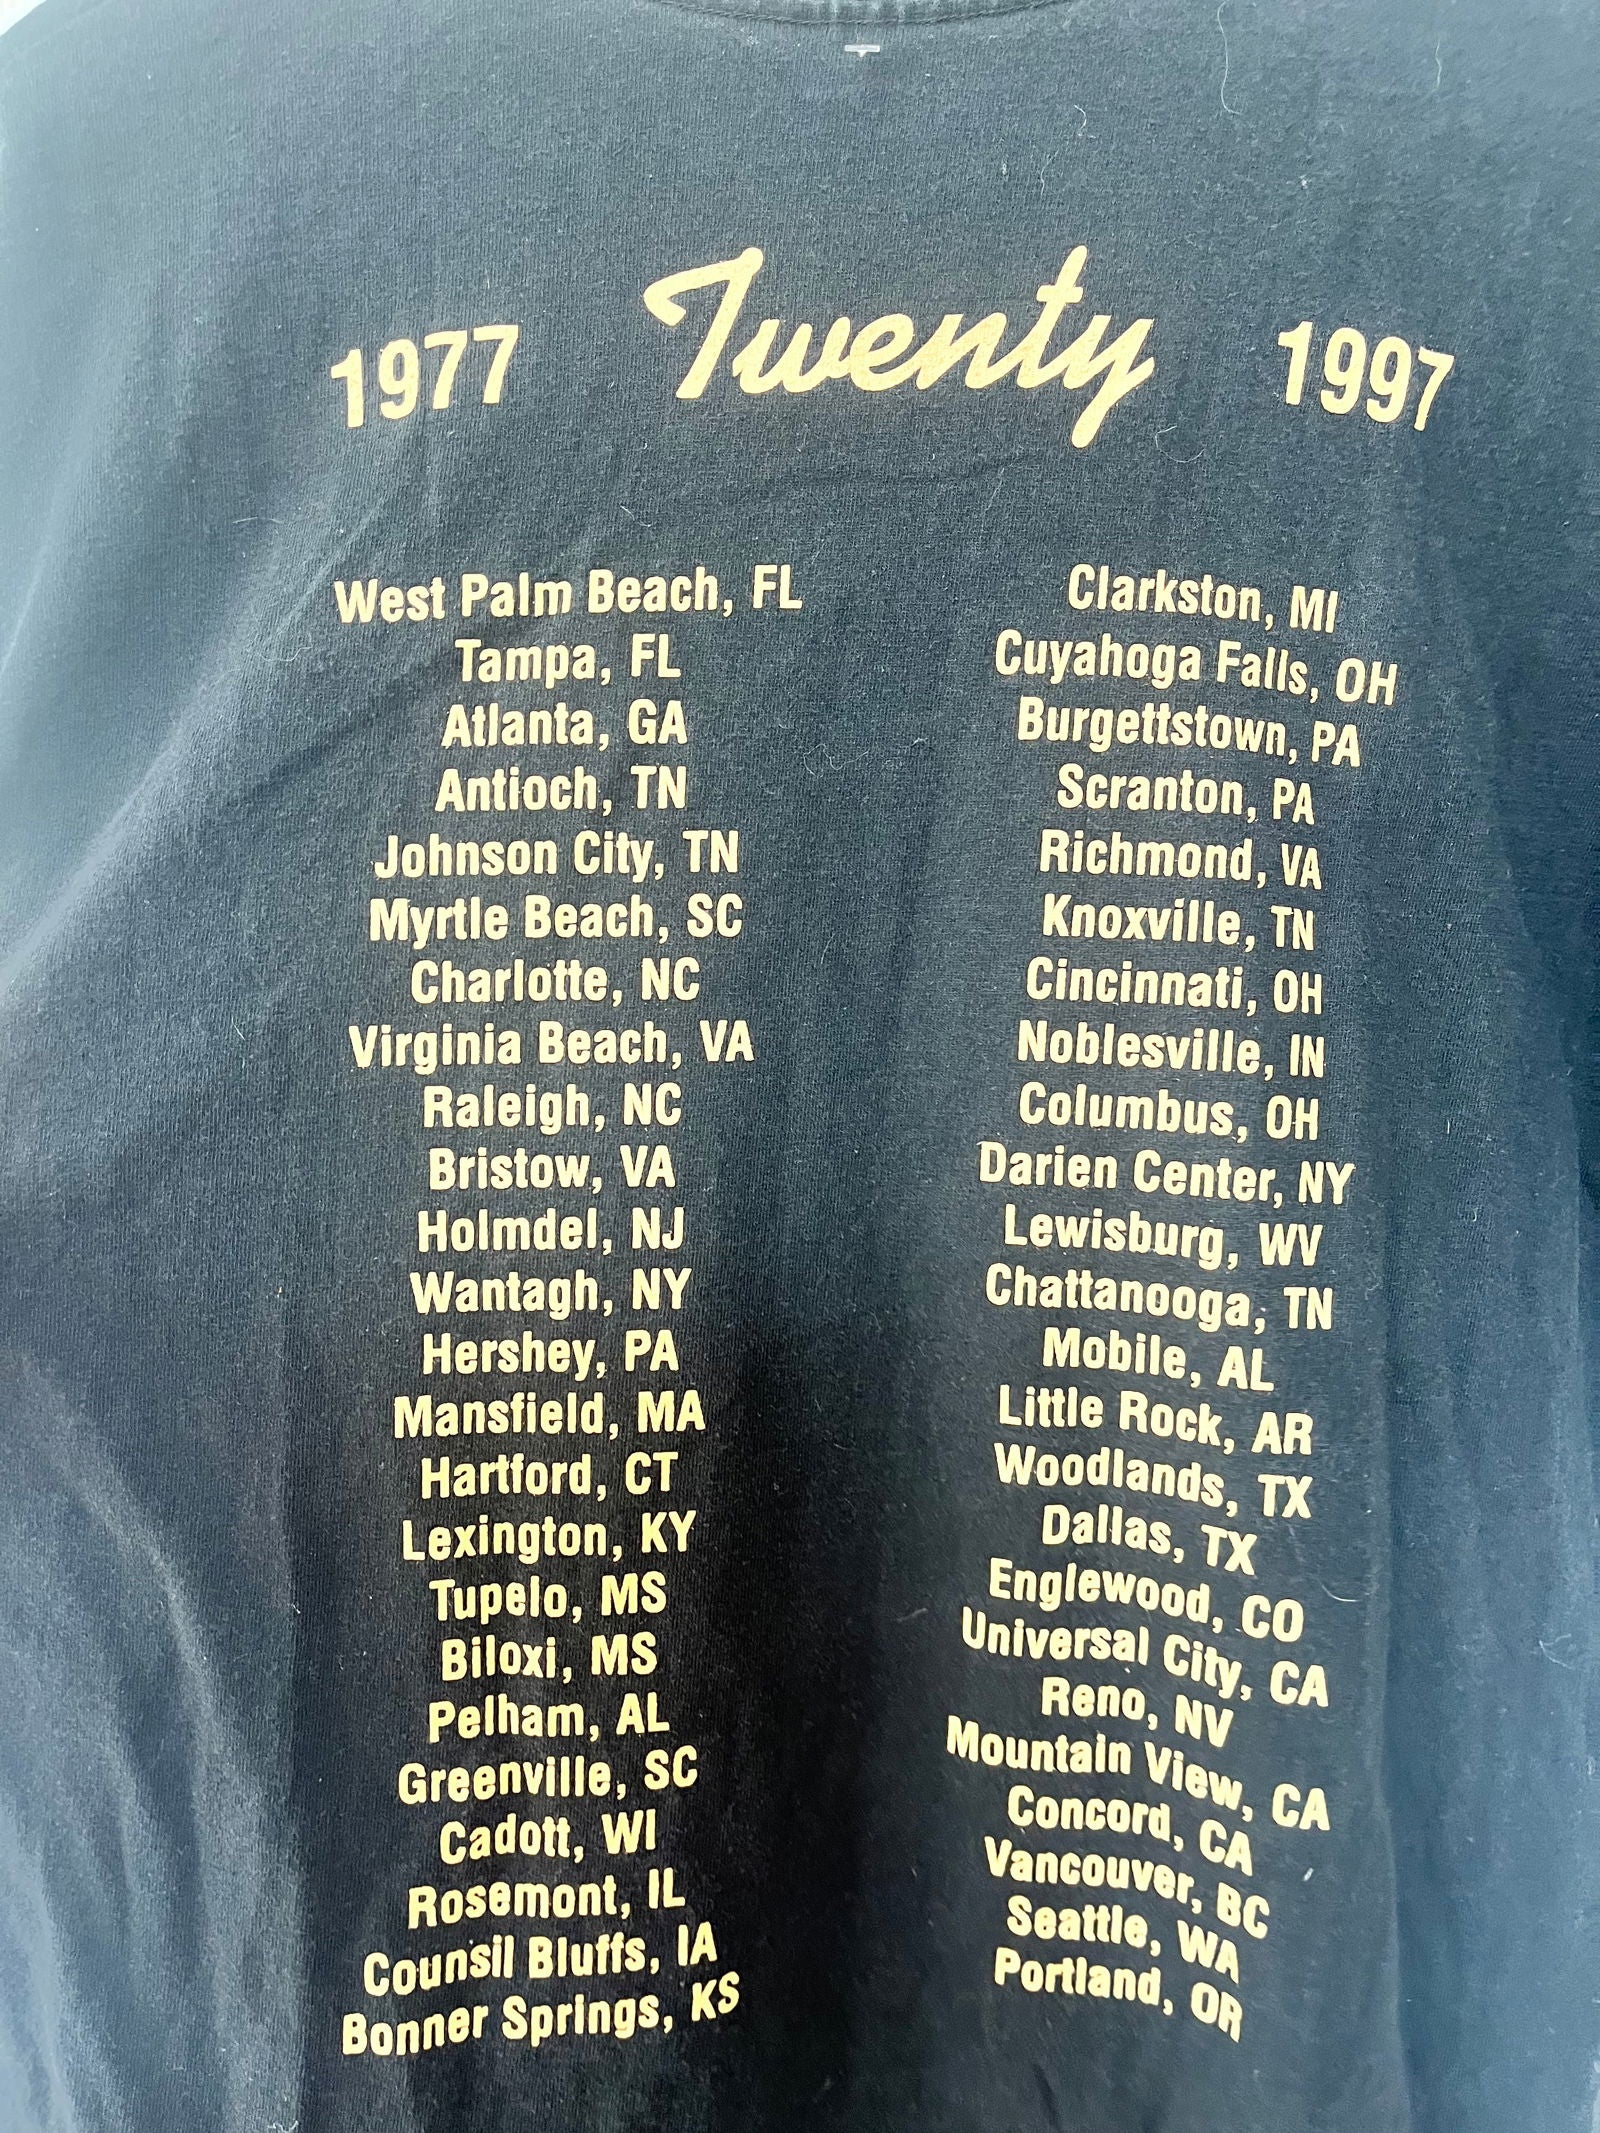 1977 Twenty 1997
West Palm Beach, FL
Tampa, FL
Atlanta, GA
Antioch, TN
Johnson City, TN
Myrtle Beach, SC
Charlotte, NC
Virginia Beach, VA
Raleigh, NC
Bristow, VA
Holmdel, NJ
Wantagh, NY
Hershey, PA
Mansfield, MA
Hartford, CT
Lexington, KY
Tupelo, MS
Biloxi, MS
Pelham, AL
Greenville, SC
Cadott, WI
Rosemont, IL
Counsil Bluffs, IA
Bonner Springs, KS
Clarkston, MI
Cuyahoga Falls, OH
Burgettstown, PA
Scranton, PA
Richmond, VA
Knoxville, TN
Cincinnati, OH
Noblesville, IN
Columbus, OH
Darien Center, NY
Lewisburg, WV
Chattanooga, TN
Mobile, AL
Little Rock, AR
Woodlands, TX
Dallas, TX
Englewood, CO
Universal City, CA
Reno, NV
Mountain View, CA
Concord, CA
Vancouver, BC
Seattle, WA
Portland, OR